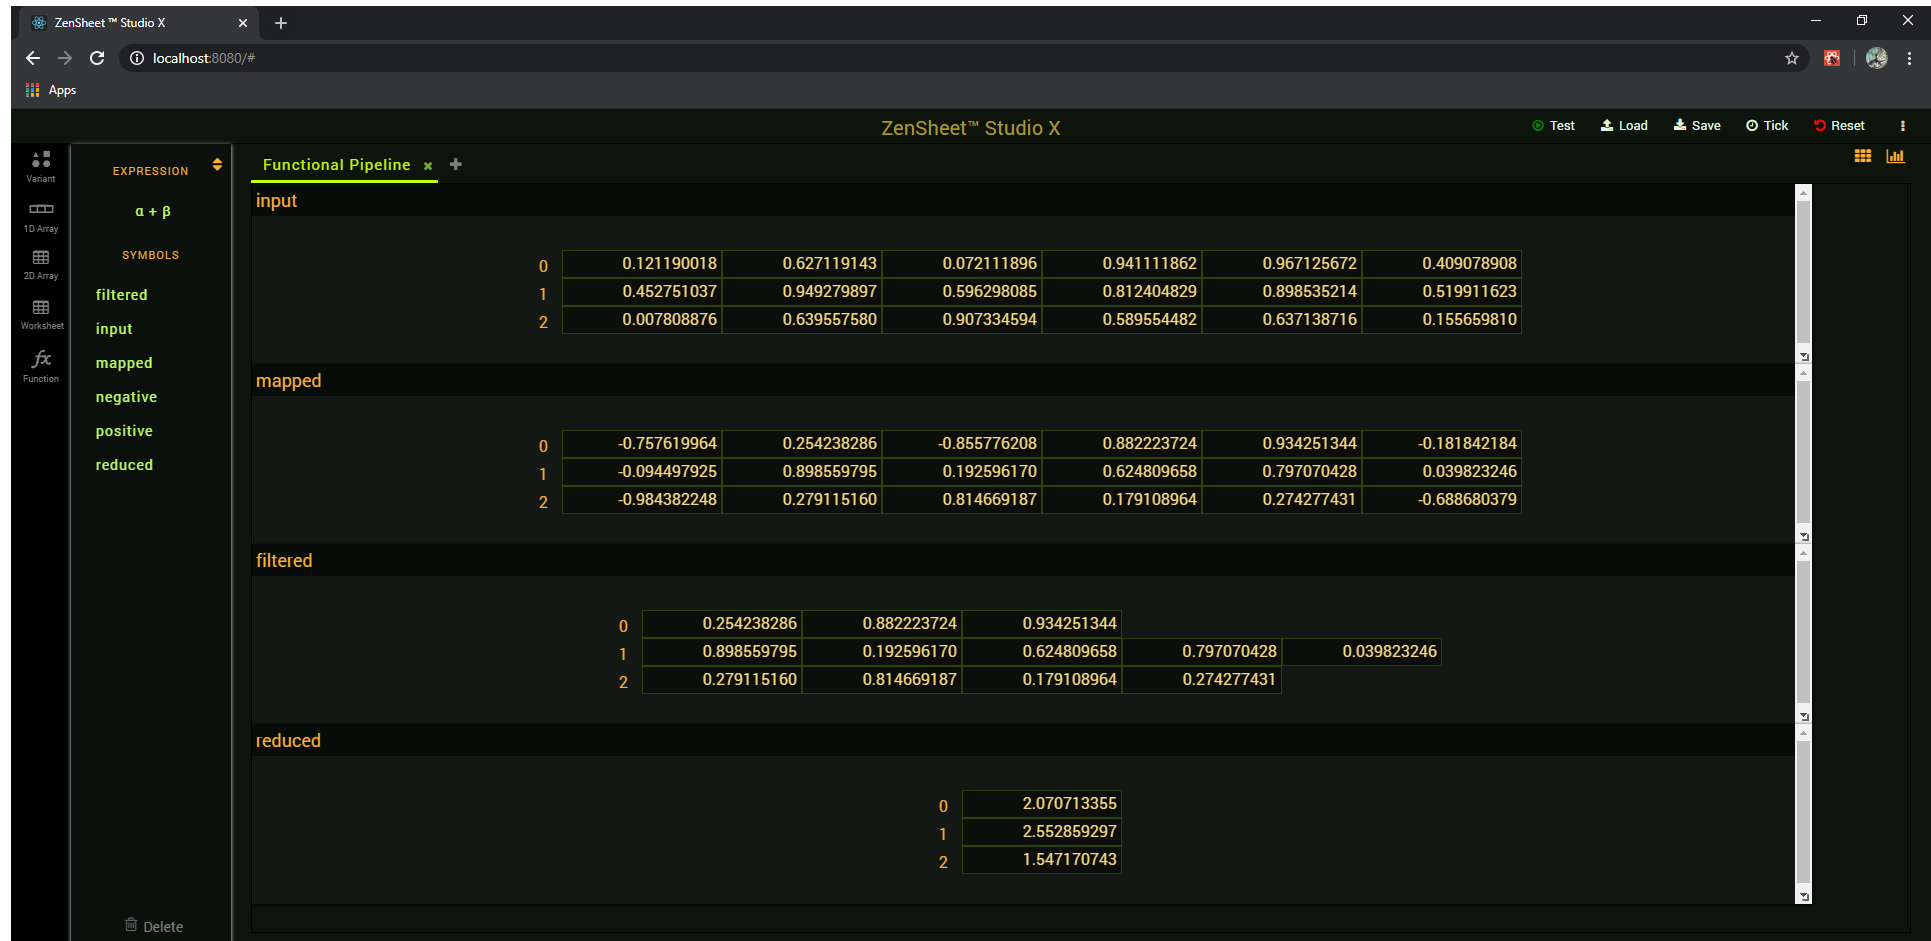 ZenSheet ™ Studio X
localhost:8080/#
Apps
ZenSheet™ Studio X
Test Load Save Tick Reset
Variant
1D Array
2D Array
Worksheet
fx
Function
EXPRESSION
α + β
SYMBOLS
filtered
input
mapped
negative
positive
reduced
Delete
Functional Pipeline
input
0 0.121190018 0.627119143 0.072111896 0.941111862 0.967125672 0.409078908
1 0.452751037 0.949279897 0.596298085 0.812404829 0.898535214 0.519911623
2 0.007808876 0.639557580 0.907334594 0.589554482 0.637138716 0.155659810
mapped
0 -0.757619964 0.254238286 -0.855776208 0.882223724 0.934251344 -0.181842184
1 -0.094497925 0.898559795 0.192596170 0.624809658 0.797070428 0.039823246
2 -0.984382248 0.279115160 0.814669187 0.179108964 0.274277431 -0.688680379
filtered
0 0.254238286 0.882223724 0.934251344
1 0.898559795 0.192596170 0.624809658 0.797070428 0.039823246
2 0.279115160 0.814669187 0.179108964 0.274277431
reduced
0 2.070713355
1 2.552859297
2 1.547170743